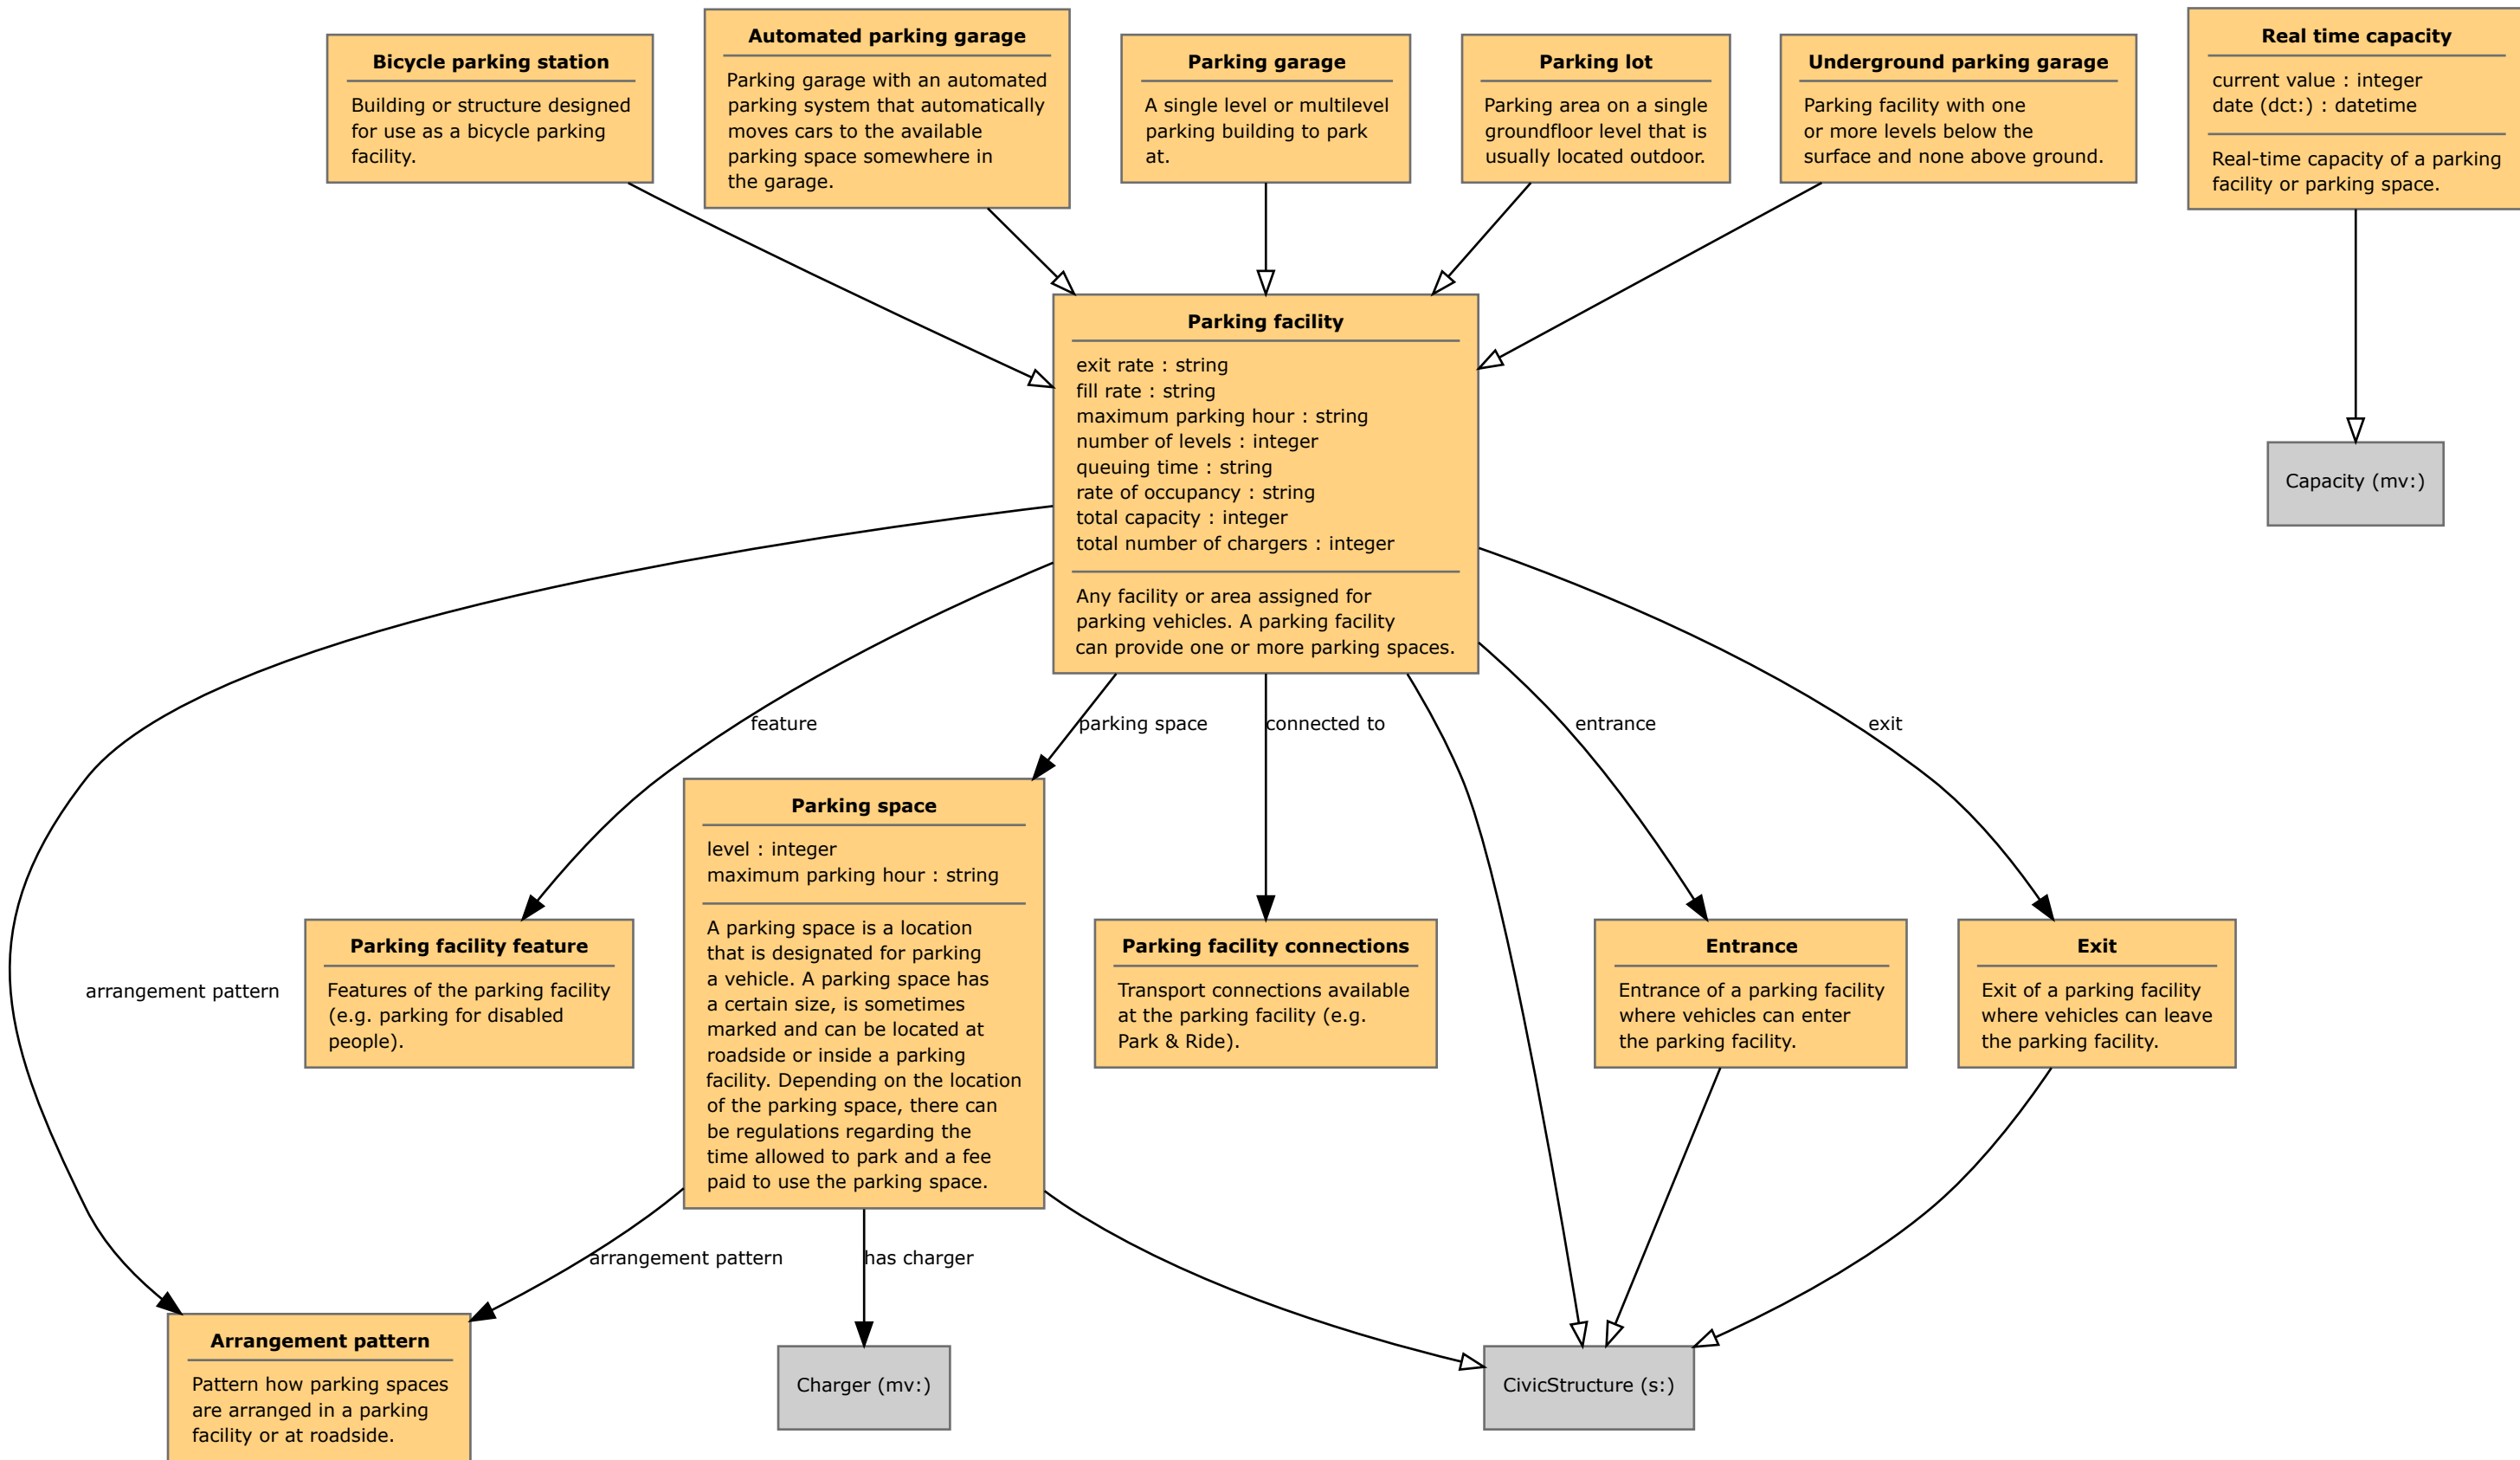 Bicycle parking station
Building or structure designed
for use as a bicycle parking
facility.
Automated parking garage
Parking garage with an automated
parking system that automatically
moves cars to the available
parking space somewhere in
the garage.
Parking garage
A single level or multilevel
parking building to park
at.
Parking lot
Parking area on a single
groundfloor level that is
usually located outdoor.
Underground parking garage
Parking facility with one
or more levels below the
surface and none above ground.
Real time capacity
current value : integer
date (dct:) : datetime
Real-time capacity of a parking
facility or parking space.
Parking facility
exit rate : string
fill rate : string
maximum parking hour : string
number of levels : integer
queuing time : string
rate of occupancy : string
total capacity : integer
total number of chargers : integer
Any facility or area assigned for
parking vehicles. A parking facility
can provide one or more parking spaces.
Capacity (mv:)
feature
parking space
connected to
entrance
exit
Parking space
level : integer
maximum parking hour : string
A parking space is a location
that is designated for parking
a vehicle. A parking space has
a certain size, is sometimes
marked and can be located at
roadside or inside a parking
facility. Depending on the location
of the parking space, there can
be regulations regarding the
time allowed to park and a fee
paid to use the parking space.
arrangement pattern
Parking facility feature
Features of the parking facility
(e.g. parking for disabled
people).
Parking facility connections
Transport connections available
at the parking facility (e.g.
Park & Ride).
Entrance
Entrance of a parking facility
where vehicles can enter
the parking facility.
Exit
Exit of a parking facility
where vehicles can leave
the parking facility.
arrangement pattern
has charger
Arrangement pattern
Pattern how parking spaces
are arranged in a parking
facility or at roadside.
Charger (mv:)
CivicStructure (s:)